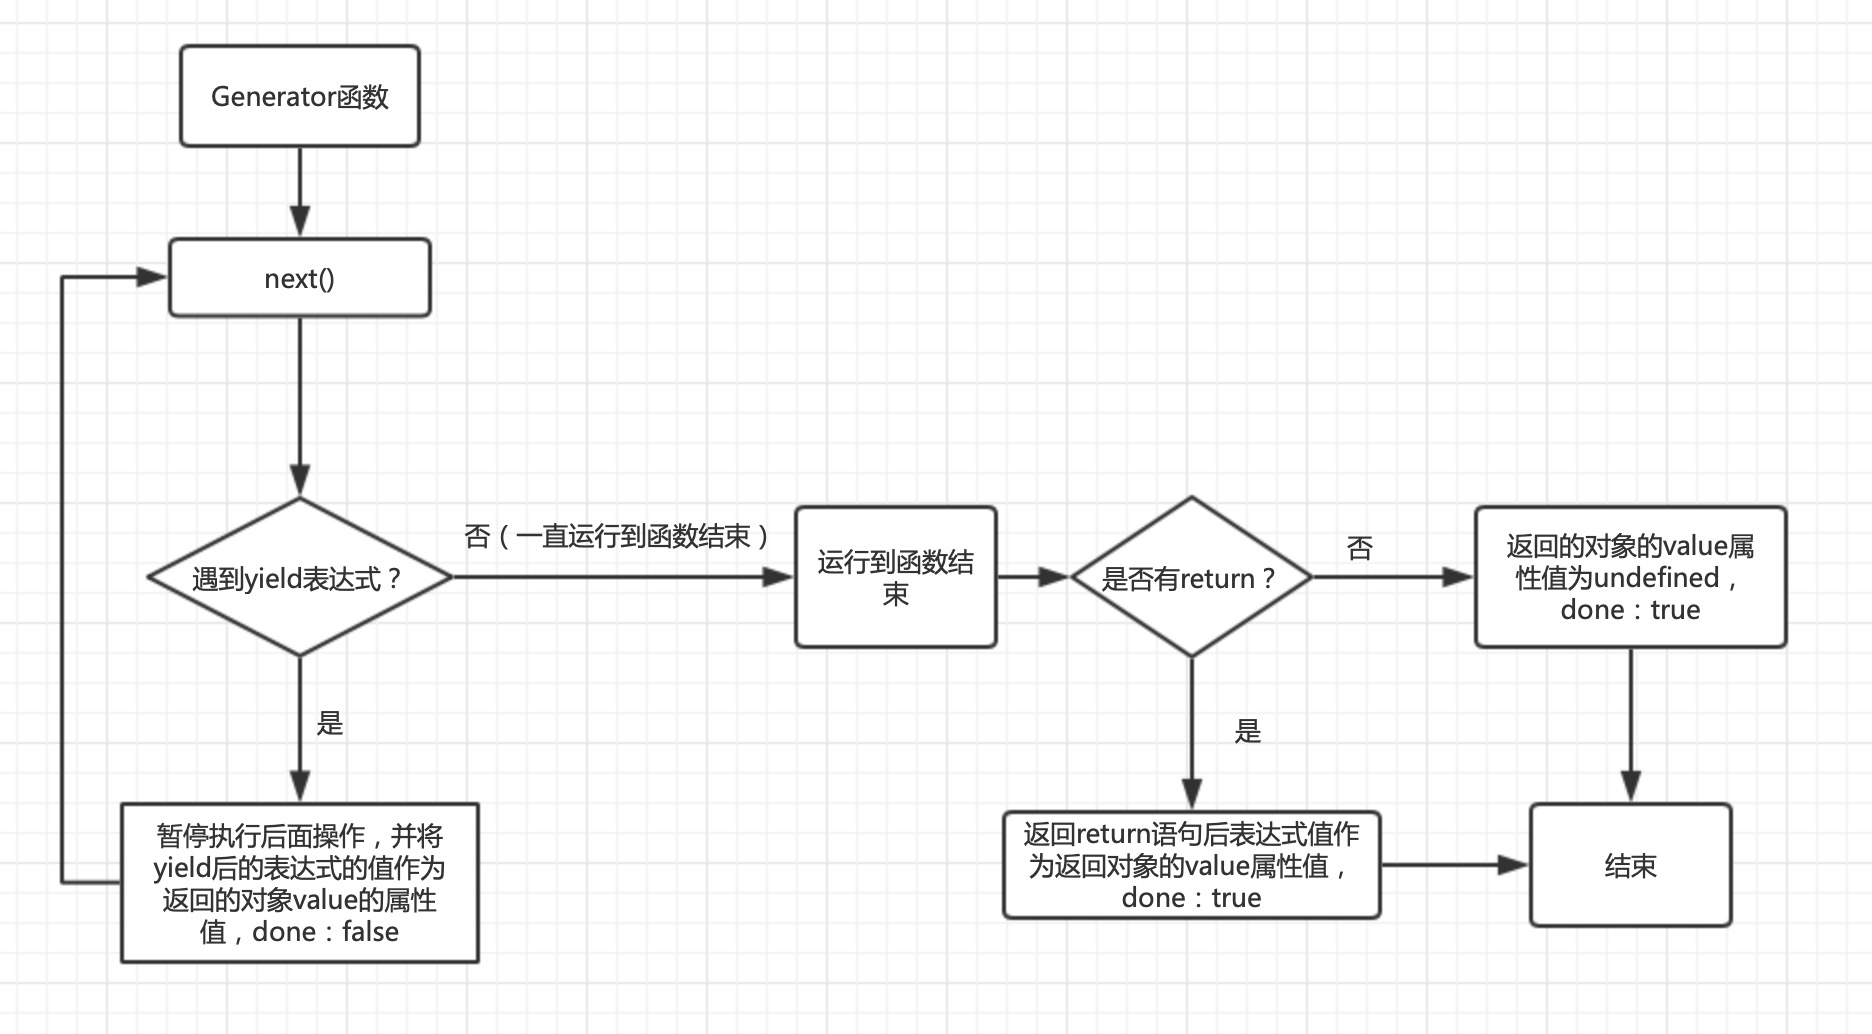 Generator函数
next()
遇到yield表达式？
否（一直运行到函数结束）
运行到函数结
束
是否有return？
否
返回的对象的value属
性值为undefined，
done：true
是
是
暂停执行后面操作，并将
yield后的表达式的值作为
返回的对象value的属性
值，done：false
返回return语句后表达式值作
为返回对象的value属性值，
done：true
结束